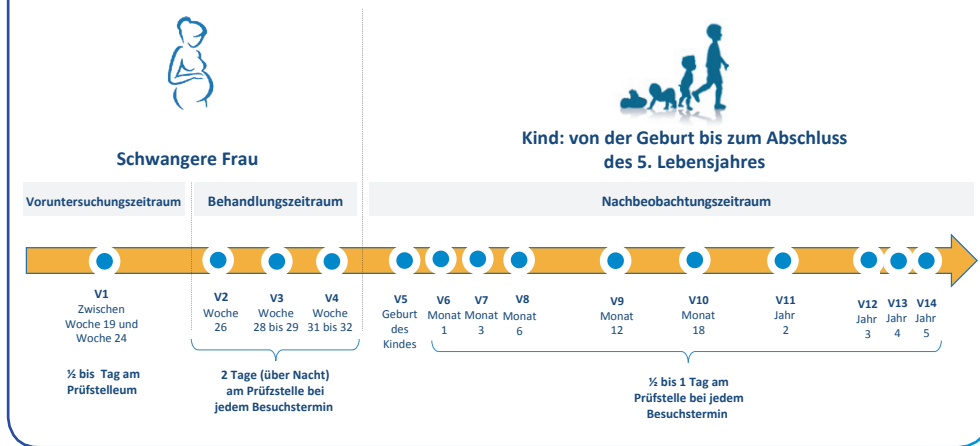 Schwangere Frau
Kind: von der Geburt bis zum Abschluss
des 5. Lebensjahres
Voruntersuchungszeitraum
Behandlungszeitraum
Nachbeobachtungszeitraum
V1
Zwischen
Woche 19 und
Woche 24
V2
Woche
26
V3
Woche
28 bis 29
V4
Woche
31 bis 32
V5
Geburt
des
Kindes
V6
Monat
1
V7
Monat
3
V8
Monat
6
V9
Monat
12
V10
Monat
18
V11
Jahr
2
V12
Jahr
3
V13
Jahr
4
V14
Jahr
5
½ bis Tag am
Prüfstelleum
2 Tage (über Nacht)
am Prüfzstelle bei
jedem Besuchstermin
½ bis 1 Tag am
Prüfstelle bei jedem
Besuchstermin